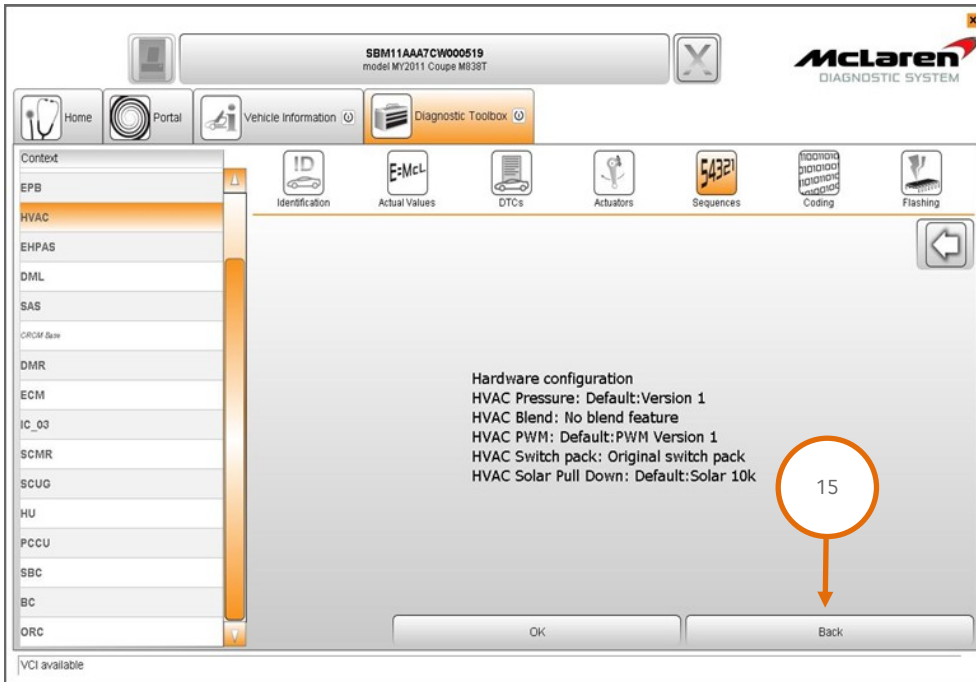 SBM11AAA7CW000519
model MY2011 Coupe M838T
McLaren
DIAGNOSTIC SYSTEM
Home
Portal
Vehicle Information
Diagnostic Toolbox
Context
EPB
HVAC
EHPAS
DML
SAS
CRCM Base
DMR
ECM
IC_03
SCMR
SCUG
HU
PCCU
SBC
BC
ORC
ID
Identification
E=McL
Actual Values
DTCs
Actuators
54321
Sequences
Coding
Flashing
Hardware configuration
HVAC Pressure: Default:Version 1
HVAC Blend: No blend feature
HVAC PWM: Default:PWM Version 1
HVAC Switch pack: Original switch pack
HVAC Solar Pull Down: Default:Solar 10k
15
OK
Back
VCI available